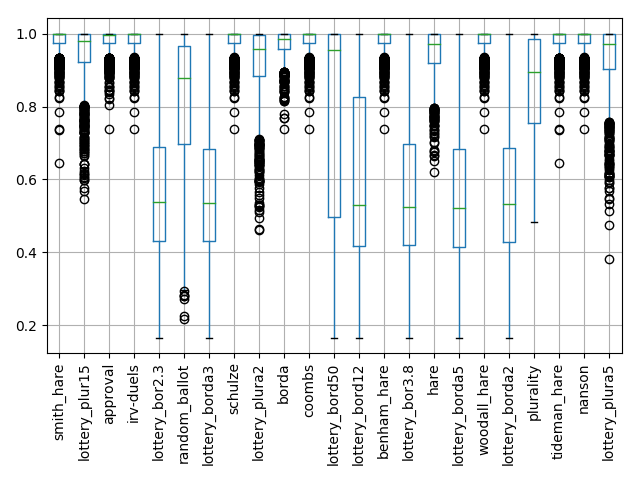 1.0
0.8
0.6
0.4
0.2
smith_hare
lottery_plur15
approval
irv-duels
lottery_bor2.3
random_ballot
lottery_borda3
schulze
lottery_plura2
borda
coombs
lottery_bord50
lottery_bord12
benham_hare
lottery_bor3.8
hare
lottery_borda5
woodall_hare
lottery_borda2
plurality
tideman_hare
nanson
lottery_plura5